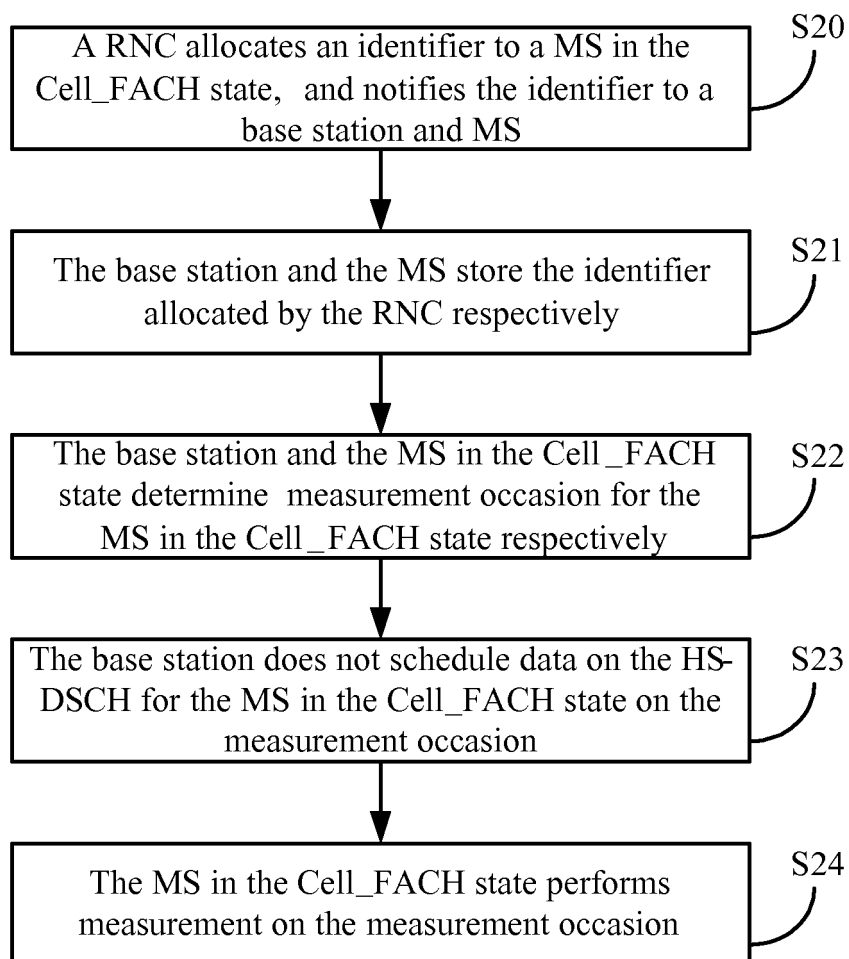 A RNC allocates an identifier to a MS in the
Cell_FACH state, and notifies the identifier to a
base station and MS
S20
The base station and the MS store the identifier
allocated by the RNC respectively
S21
The base station and the MS in the Cell_FACH
state determine measurement occasion for the
MS in the Cell_FACH state respectively
S22
The base station does not schedule data on the HS-
DSCH for the MS in the Cell_FACH state on the
measurement occasion
S23
The MS in the Cell_FACH state performs
measurement on the measurement occasion
S24